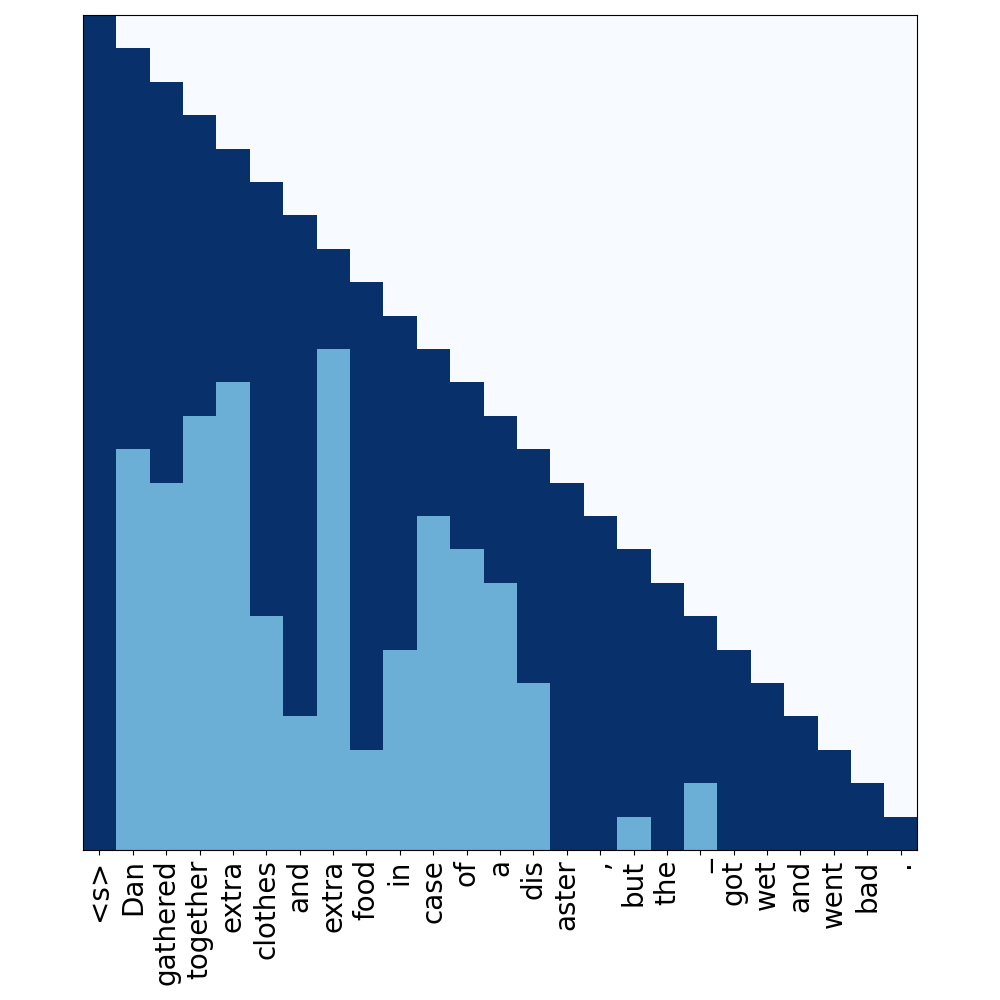 <s> Dan gathered together extra clothes and extra food in case of a dis aster , but the _ got wet and went bad .